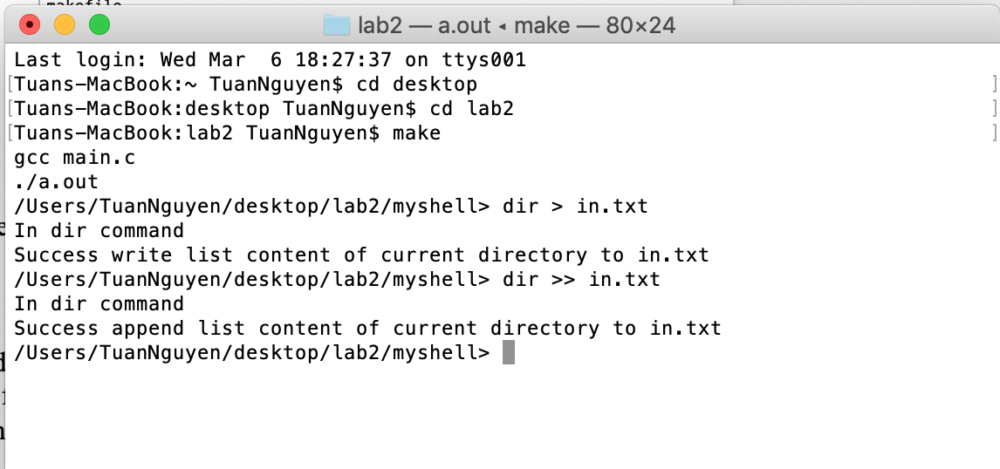 makefile
lab2 — a.out ◂ make — 80×24
Last login: Wed Mar  6 18:27:37 on ttys001
[Tuans-MacBook:~ TuanNguyen$ cd desktop ]
[Tuans-MacBook:desktop TuanNguyen$ cd lab2 ]
[Tuans-MacBook:lab2 TuanNguyen$ make ]
gcc main.c
./a.out
/Users/TuanNguyen/desktop/lab2/myshell> dir > in.txt
In dir command
Success write list content of current directory to in.txt
/Users/TuanNguyen/desktop/lab2/myshell> dir >> in.txt
In dir command
Success append list content of current directory to in.txt
/Users/TuanNguyen/desktop/lab2/myshell>